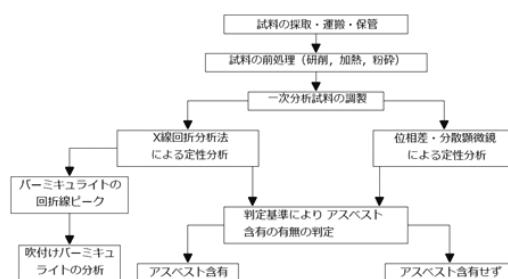 試料の採取・運搬・保管
試料の前処理（研削，加熱，粉砕）
一次分析試料の調製
X線回折分析法
による定性分析
位相差・分散顕微鏡
による定性分析
バーミキュライトの
回折線ピーク
判定基準により アスベスト
含有の有無の判定
吹付けバーミキュ
ライトの分析
アスベスト含有
アスベスト含有せず